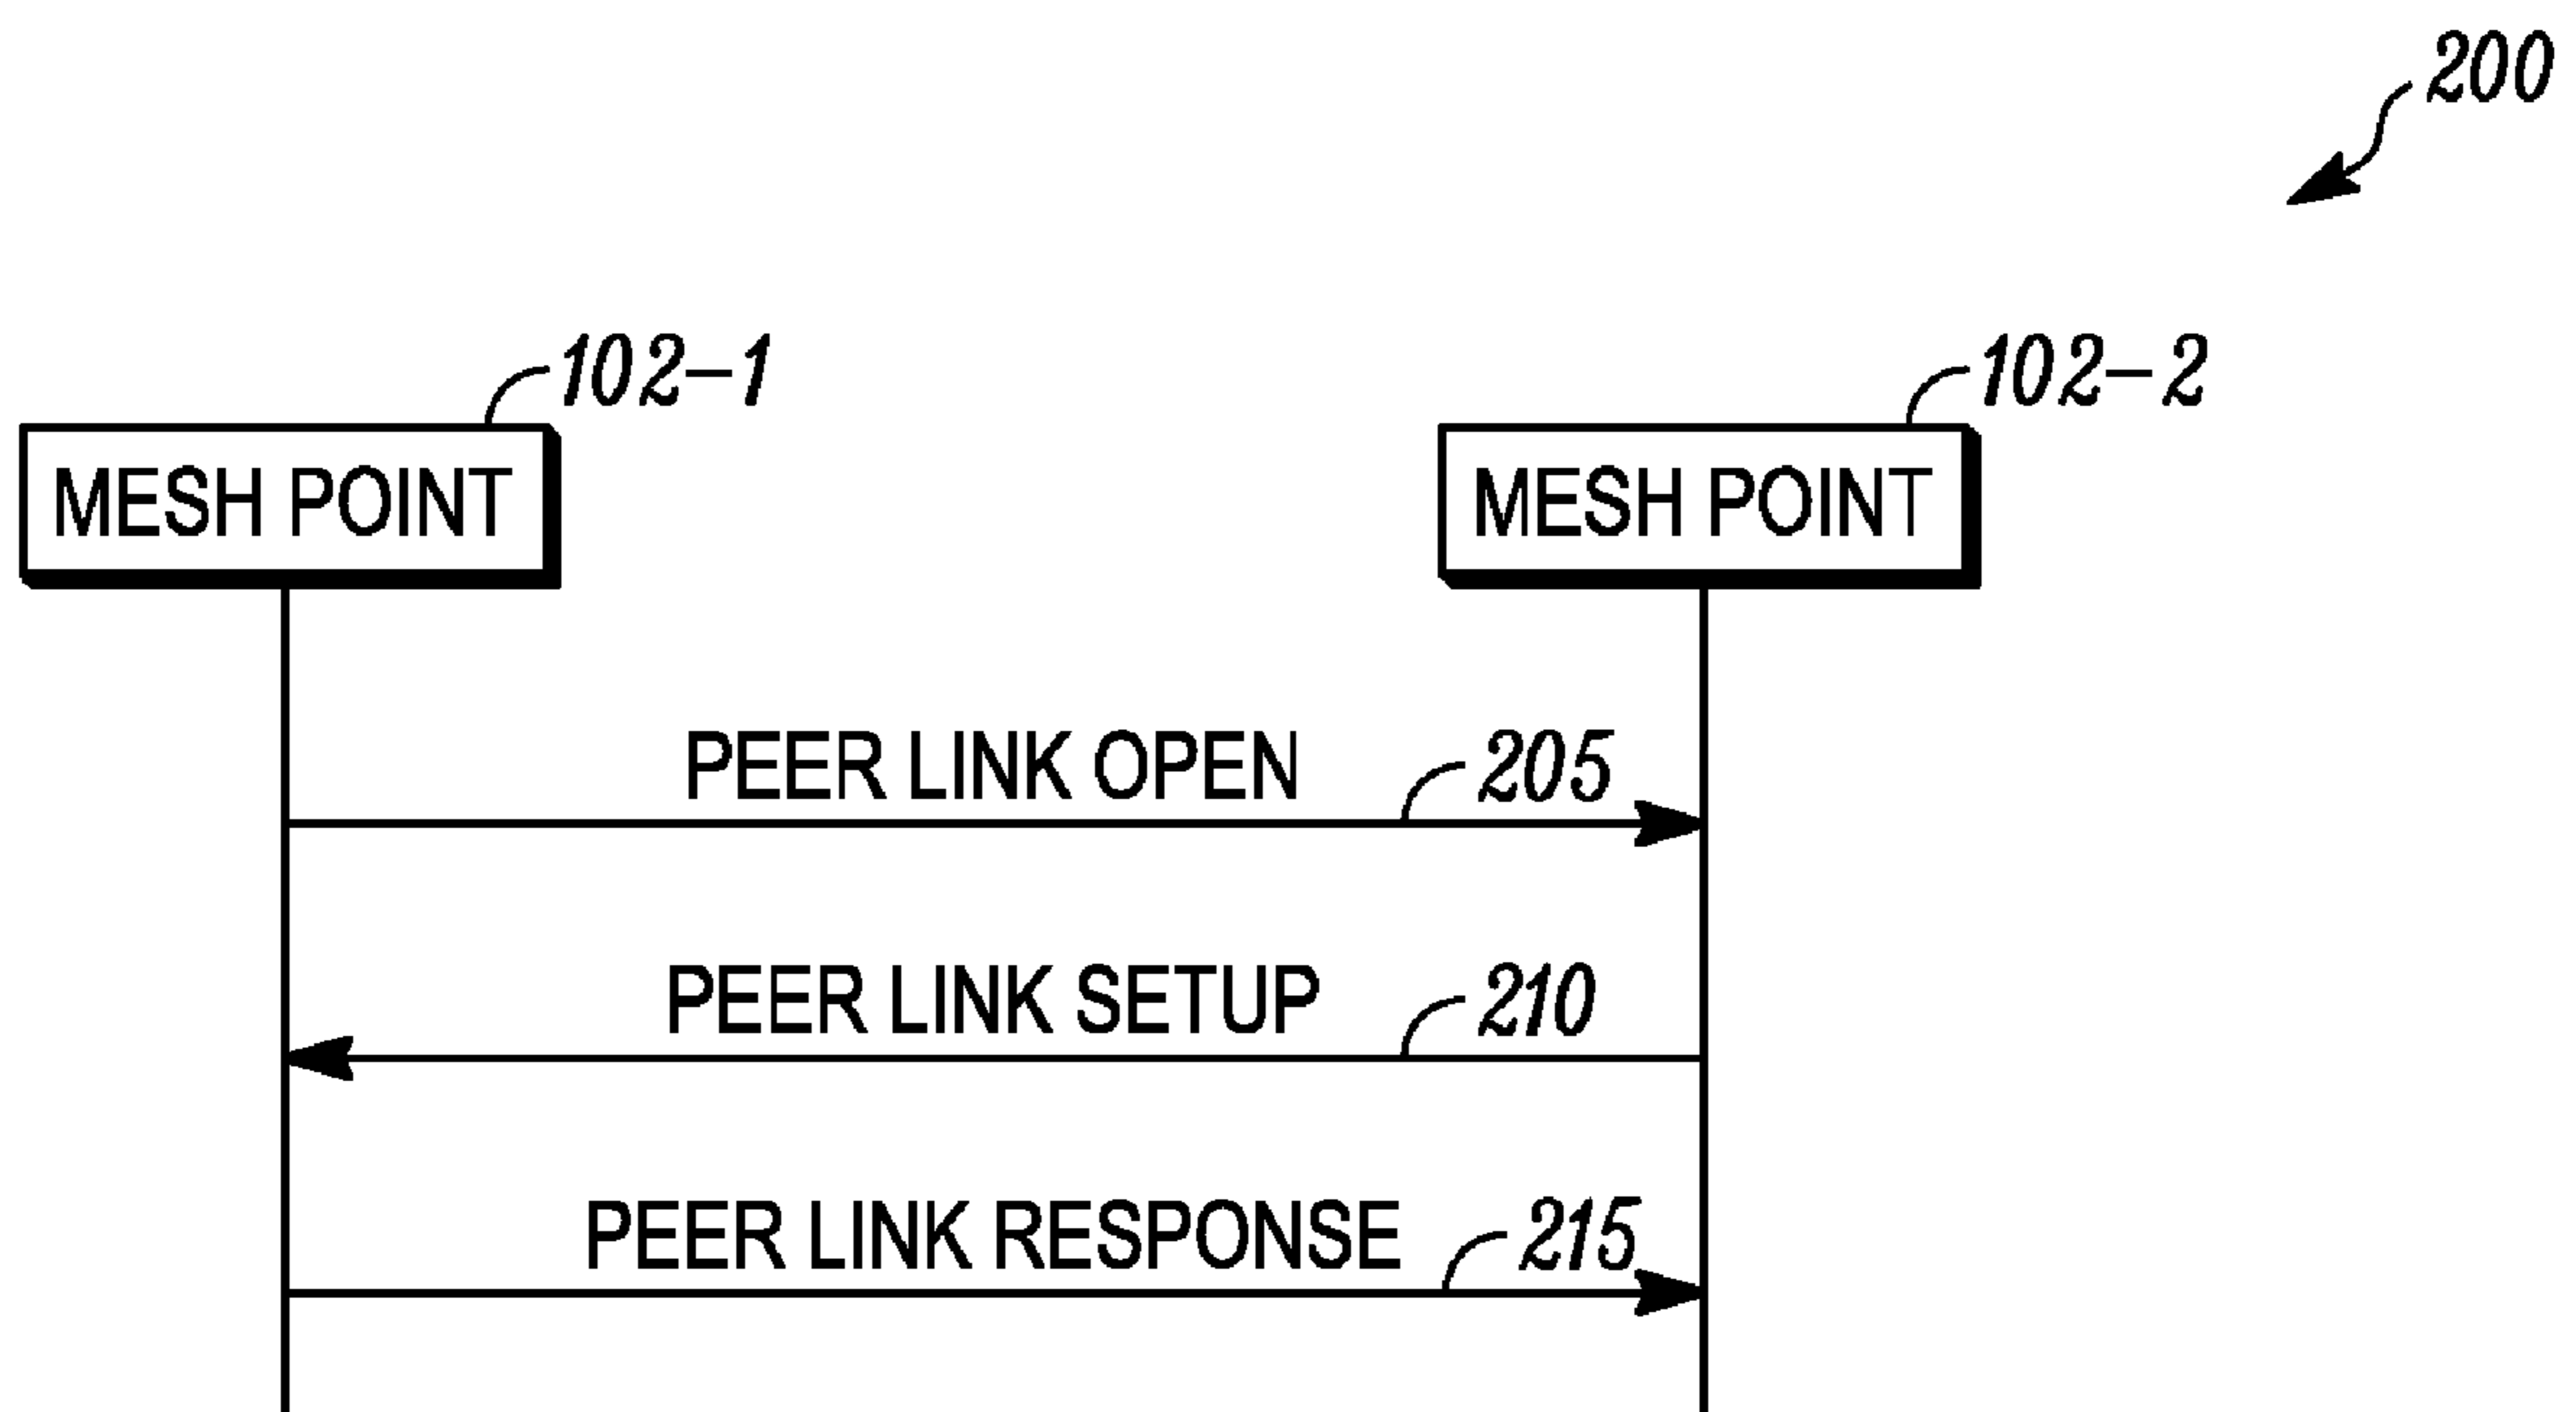 200
102-1
102-2
MESH POINT
MESH POINT
PEER LINK OPEN
205
PEER LINK SETUP
210
PEER LINK RESPONSE
215